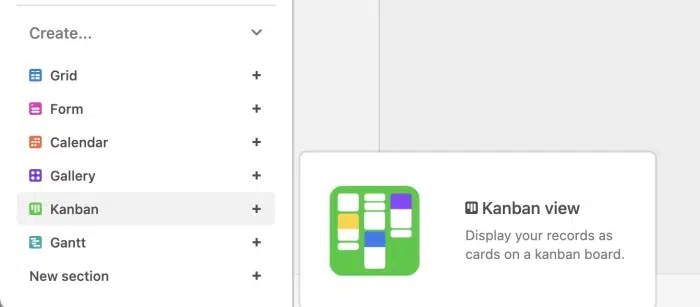 Create...
Grid
Form
Calendar
Gallery
Kanban
Gantt
New section
Kanban view
Display your records as
cards on a kanban board.